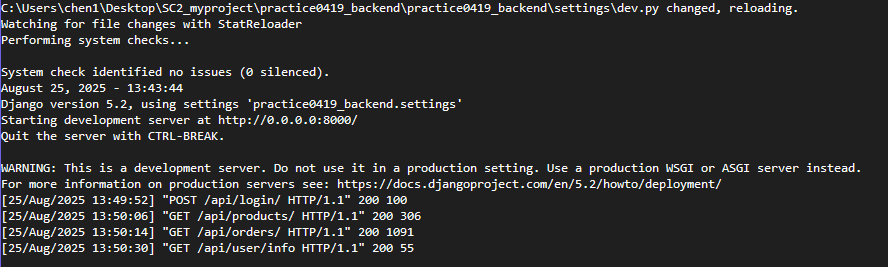 C:\Users\chen1\Desktop\SC2_myproject\practice0419_backend\practice0419_backend\settings\dev.py changed, reloading.
Watching for file changes with StatReloader
Performing system checks...
System check identified no issues (0 silenced).
August 25, 2025 - 13:43:44
Django version 5.2, using settings 'practice0419_backend.settings'
Starting development server at http://0.0.0.0:8000/
Quit the server with CTRL-BREAK.
WARNING: This is a development server. Do not use it in a production setting. Use a production WSGI or ASGI server instead.
For more information on production servers see: https://docs.djangoproject.com/en/5.2/howto/deployment/
[25/Aug/2025 13:49:52] "POST /api/login/ HTTP/1.1" 200 100
[25/Aug/2025 13:50:06] "GET /api/products/ HTTP/1.1" 200 306
[25/Aug/2025 13:50:14] "GET /api/orders/ HTTP/1.1" 200 1091
[25/Aug/2025 13:50:30] "GET /api/user/info HTTP/1.1" 200 55